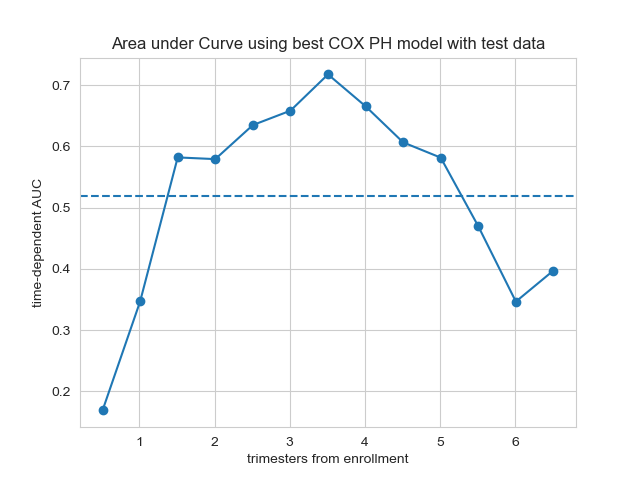 Area under Curve using best COX PH model with test data
time-dependent AUC
0.7
0.6
0.5
0.4
0.3
0.2
1 2 3 4 5 6
trimesters from enrollment